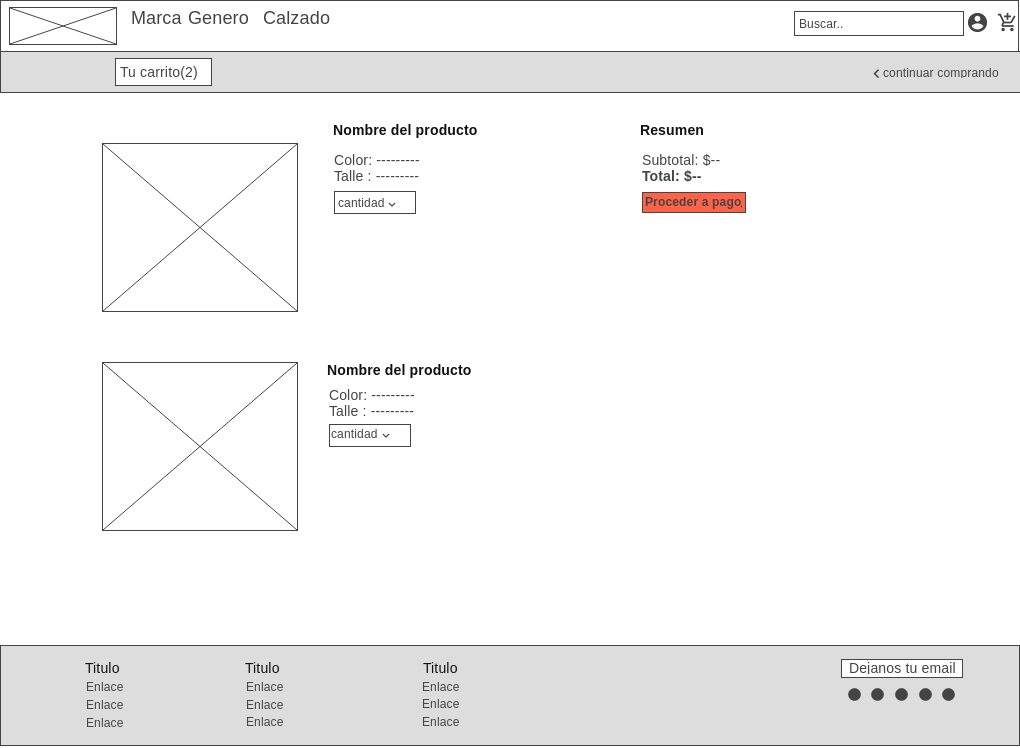 Marca Genero Calzado
Buscar..
Tu carrito(2)
continuar comprando
Nombre del producto
Color: ---------
Talle : ---------
cantidad
Resumen
Subtotal: $--
Total: $--
Proceder a pago
Nombre del producto
Color: ---------
Talle : ---------
cantidad
Titulo
Enlace
Enlace
Enlace
Titulo
Enlace
Enlace
Enlace
Titulo
Enlace
Enlace
Enlace
Dejanos tu email